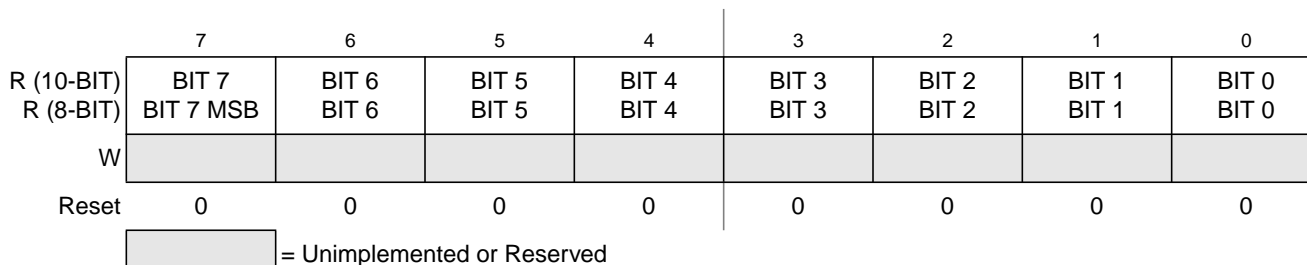 7 6 5 4 3 2 1 0
R (10-BIT) BIT 7 BIT 6 BIT 5 BIT 4 BIT 3 BIT 2 BIT 1 BIT 0
R (8-BIT) BIT 7 MSB BIT 6 BIT 5 BIT 4 BIT 3 BIT 2 BIT 1 BIT 0
W
Reset 0 0 0 0 0 0 0 0
= Unimplemented or Reserved